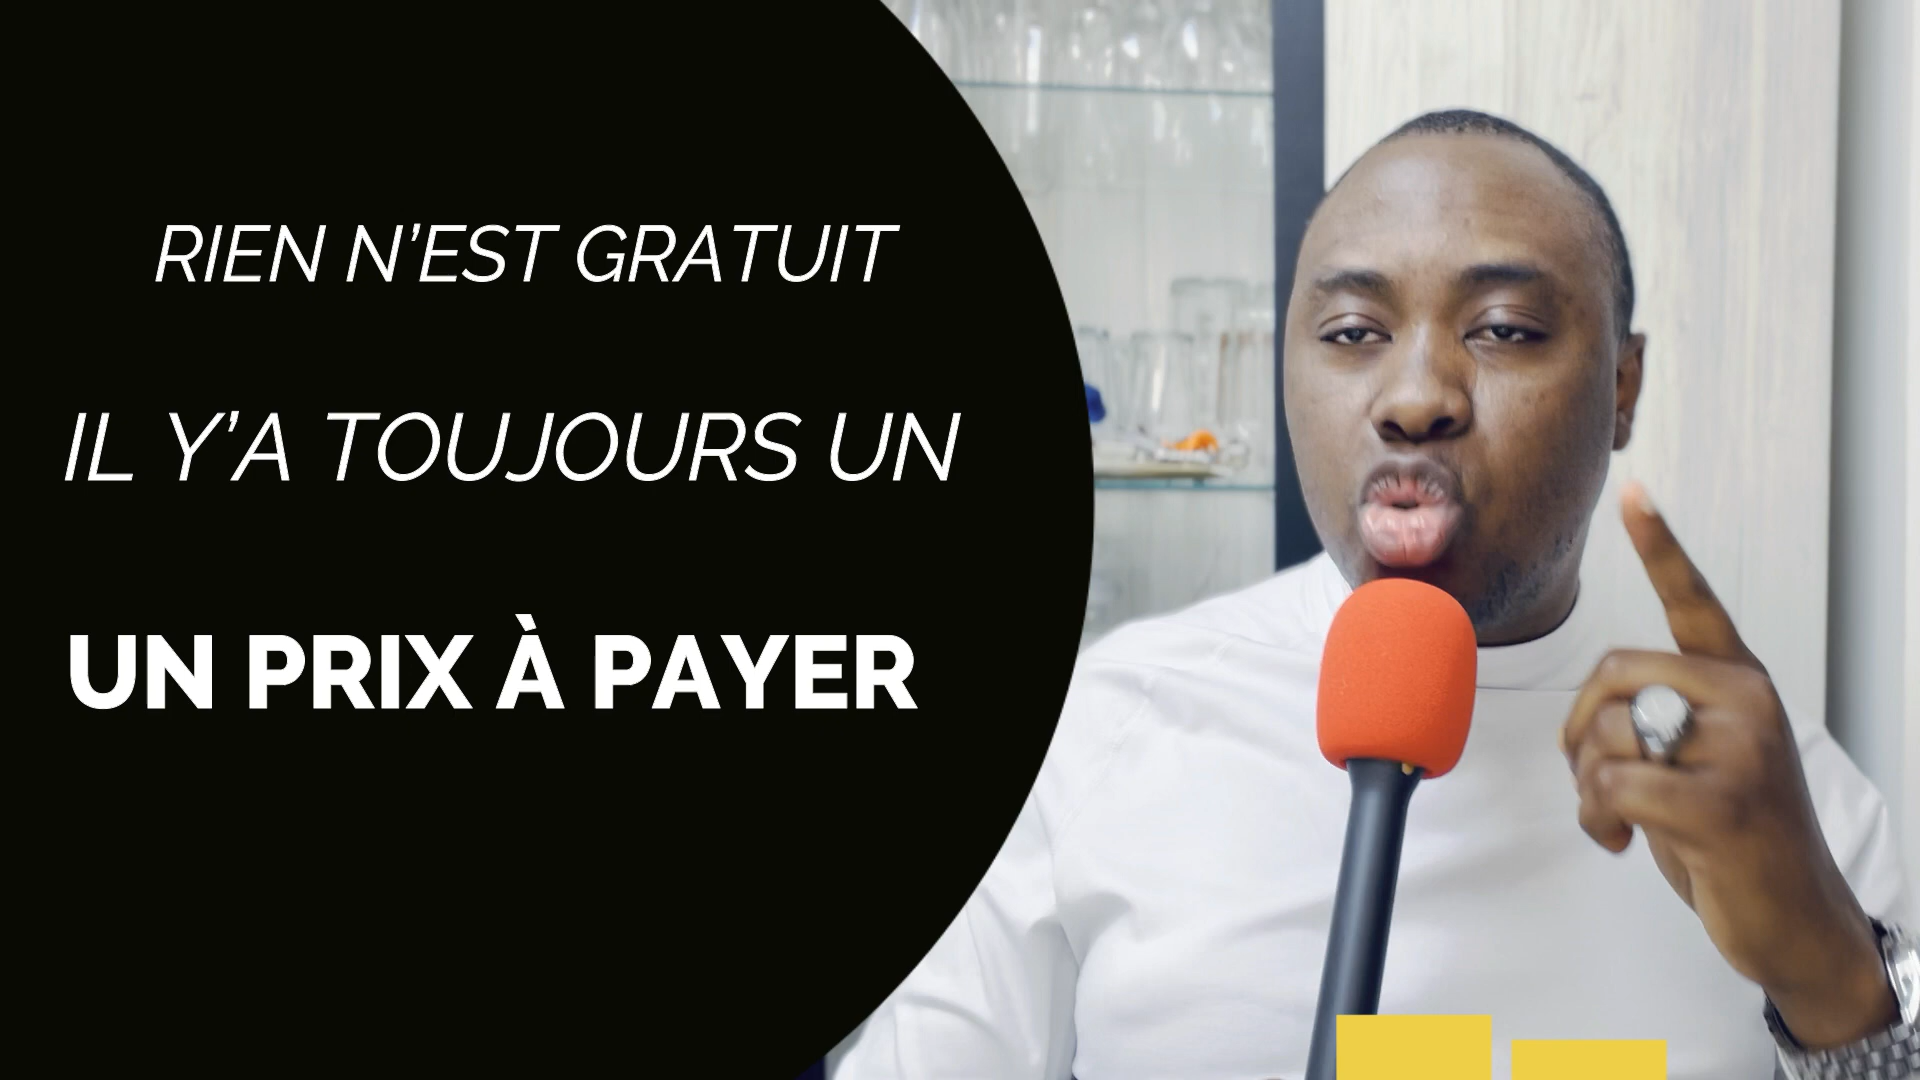 RIEN N’EST GRATUIT
IL Y’A TOUJOURS UN
UN PRIX À PAYER